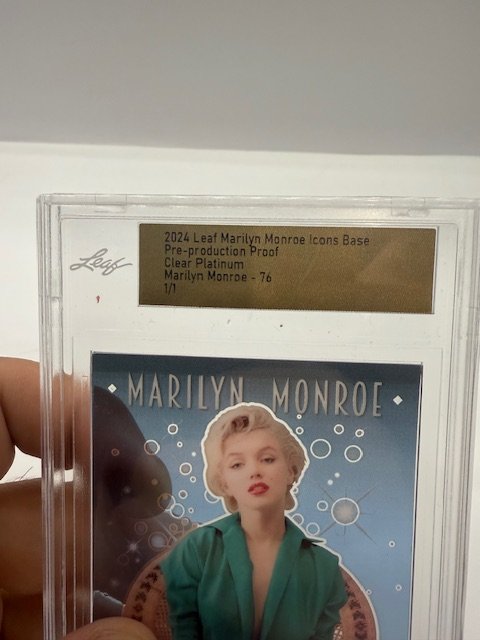 Leaf
2024 Leaf Marilyn Monroe Icons Base
Pre-production Proof
Clear Platinum
Marilyn Monroe - 76
1/1
MARILYN MONROE